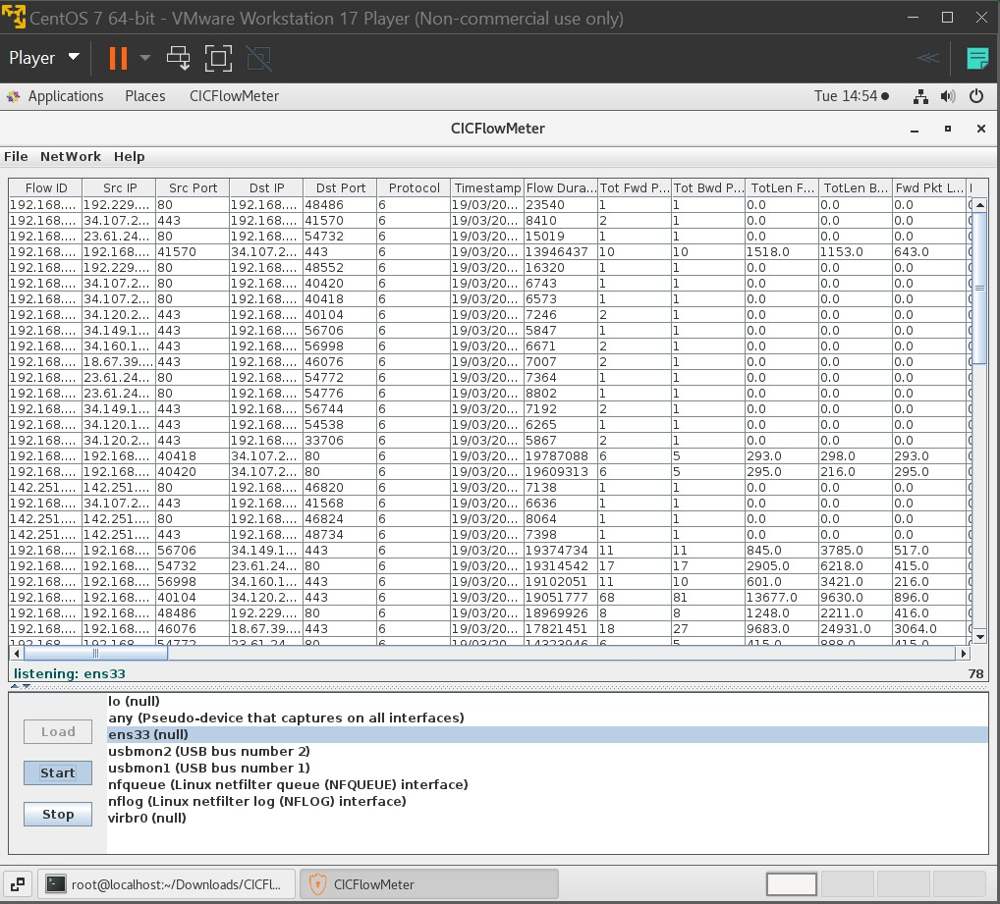 CentOS 7 64-bit - VMware Workstation 17 Player (Non-commercial use only)
Player
Applications Places CICFlowMeter Tue 14:54
CICFlowMeter
File NetWork Help
Flow ID Src IP Src Port Dst IP Dst Port Protocol Timestamp Flow Dura... Tot Fwd P... Tot Bwd P... TotLen F... TotLen B... Fwd Pkt L...
192.168.... 192.229.... 80 192.168.... 48486 6 19/03/20... 23540 1 1 0.0 0.0 0.0
192.168.... 34.107.2... 443 192.168.... 41570 6 19/03/20... 8410 2 1 0.0 0.0 0.0
192.168.... 23.61.24... 80 192.168.... 54732 6 19/03/20... 15019 1 1 0.0 0.0 0.0
192.168.... 192.168.... 41570 34.107.2... 443 6 19/03/20... 13946437 10 10 1518.0 1153.0 643.0
192.168.... 192.229.... 80 192.168.... 48552 6 19/03/20... 16320 1 1 0.0 0.0 0.0
192.168.... 34.107.2... 80 192.168.... 40420 6 19/03/20... 6743 1 1 0.0 0.0 0.0
192.168.... 34.107.2... 80 192.168.... 40418 6 19/03/20... 6573 1 1 0.0 0.0 0.0
192.168.... 34.120.2... 443 192.168.... 40104 6 19/03/20... 7246 2 1 0.0 0.0 0.0
192.168.... 34.149.1... 443 192.168.... 56706 6 19/03/20... 5847 1 1 0.0 0.0 0.0
192.168.... 34.160.1... 443 192.168.... 56998 6 19/03/20... 6671 2 1 0.0 0.0 0.0
192.168.... 18.67.39.... 443 192.168.... 46076 6 19/03/20... 7007 2 1 0.0 0.0 0.0
192.168.... 23.61.24... 80 192.168.... 54772 6 19/03/20... 7364 1 1 0.0 0.0 0.0
192.168.... 23.61.24... 80 192.168.... 54776 6 19/03/20... 8802 1 1 0.0 0.0 0.0
192.168.... 34.149.1... 443 192.168.... 56744 6 19/03/20... 7192 2 1 0.0 0.0 0.0
192.168.... 34.120.1... 443 192.168.... 54538 6 19/03/20... 6265 1 1 0.0 0.0 0.0
192.168.... 34.120.2... 443 192.168.... 33706 6 19/03/20... 5867 2 1 0.0 0.0 0.0
192.168.... 192.168.... 40418 34.107.2... 80 6 19/03/20... 19787088 6 5 293.0 298.0 293.0
192.168.... 192.168.... 40420 34.107.2... 80 6 19/03/20... 19609313 6 5 295.0 216.0 295.0
142.251.... 142.251.... 80 192.168.... 46820 6 19/03/20... 7138 1 1 0.0 0.0 0.0
192.168.... 34.107.2... 443 192.168.... 41568 6 19/03/20... 6636 1 1 0.0 0.0 0.0
142.251.... 142.251.... 80 192.168.... 46824 6 19/03/20... 8064 1 1 0.0 0.0 0.0
142.251.... 142.251.... 443 192.168.... 48734 6 19/03/20... 7398 1 1 0.0 0.0 0.0
192.168.... 192.168.... 56706 34.149.1... 443 6 19/03/20... 19374734 11 11 845.0 3785.0 517.0
192.168.... 192.168.... 54732 23.61.24... 80 6 19/03/20... 19314542 17 17 2905.0 6218.0 415.0
192.168.... 192.168.... 56998 34.160.1... 443 6 19/03/20... 19102051 11 10 601.0 3421.0 216.0
192.168.... 192.168.... 40104 34.120.2... 443 6 19/03/20... 19051777 68 81 13677.0 9630.0 896.0
192.168.... 192.168.... 48486 192.229.... 80 6 19/03/20... 18969926 8 8 1248.0 2211.0 416.0
192.168.... 192.168.... 46076 18.67.39.... 443 6 19/03/20... 17821451 18 27 9683.0 24931.0 3064.0
listening: ens33 78
lo (null)
any (Pseudo-device that captures on all interfaces)
Load
ens33 (null)
usbmon2 (USB bus number 2)
Start
usbmon1 (USB bus number 1)
nfqueue (Linux netfilter queue (NFQUEUE) interface)
nflog (Linux netfilter log (NFLOG) interface)
Stop
virbr0 (null)
root@localhost:~/Downloads/CICFl... CICFlowMeter